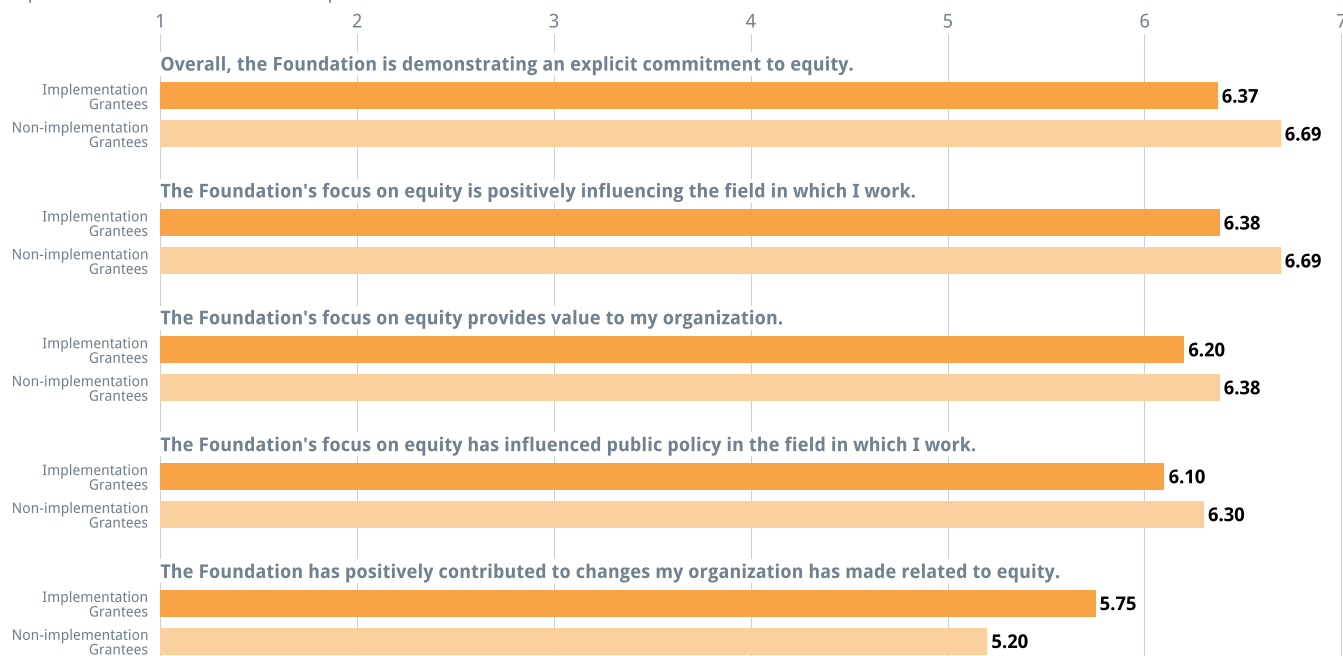 1 2 3 4 5 6 7
Overall, the Foundation is demonstrating an explicit commitment to equity.
Implementation
Grantees
6.37
Non-implementation
Grantees
6.69
The Foundation's focus on equity is positively influencing the field in which I work.
Implementation
Grantees
6.38
Non-implementation
Grantees
6.69
The Foundation's focus on equity provides value to my organization.
Implementation
Grantees
6.20
Non-implementation
Grantees
6.38
The Foundation's focus on equity has influenced public policy in the field in which I work.
Implementation
Grantees
6.10
Non-implementation
Grantees
6.30
The Foundation has positively contributed to changes my organization has made related to equity.
Implementation
Grantees
5.75
Non-implementation
Grantees
5.20